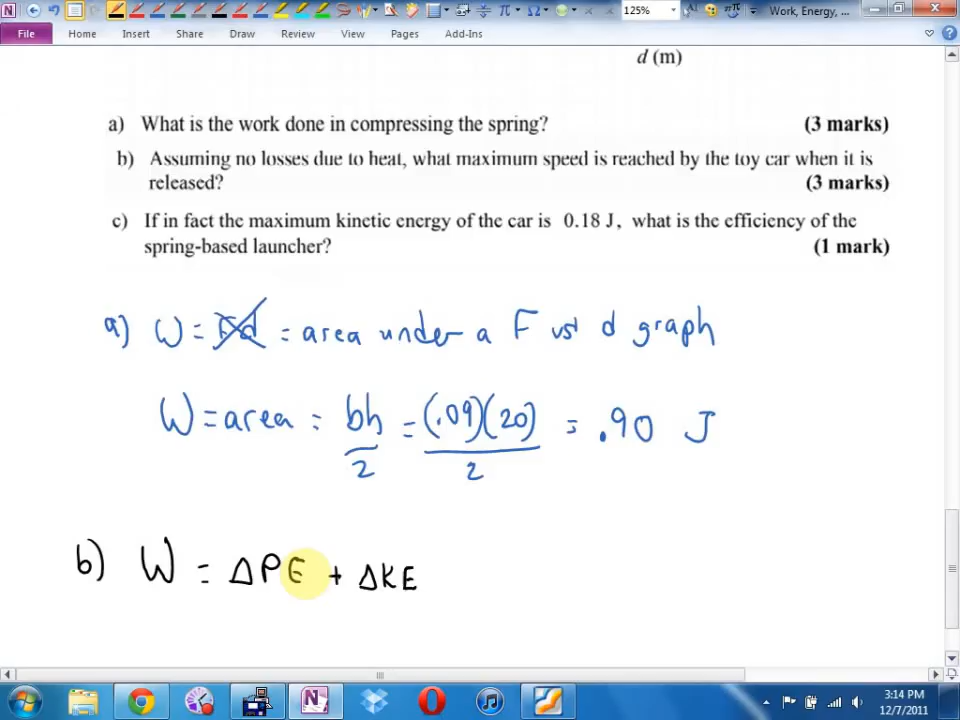 125% Work, Energy, ...
File Home Insert Share Draw Review View Pages Add-Ins
d (m)
a) What is the work done in compressing the spring? (3 marks)
b) Assuming no losses due to heat, what maximum speed is reached by the toy car when it is
released? (3 marks)
c) If in fact the maximum kinetic energy of the car is 0.18 J, what is the efficiency of the
spring-based launcher? (1 mark)
a) W = Fd = area under a F vs d graph
W = area = bh/2 = (.09)(20)/2 = .90 J
b) W = ΔPE + ΔKE
3:14 PM
12/7/2011